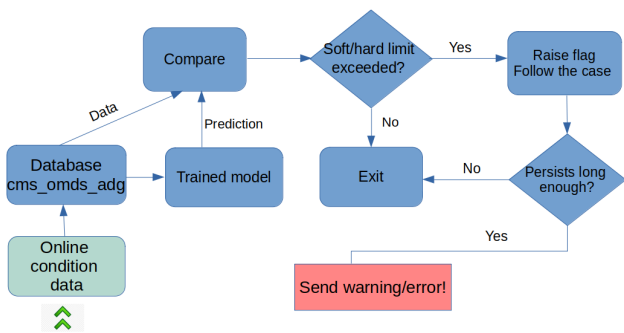 Compare
Soft/hard limit
exceeded?
Yes
Raise flag
Follow the case
Data
Prediction
No
Database
cms_omds_adg
Trained model
Exit
No
Persists long
enough?
Online
condition
data
Yes
Send warning/error!